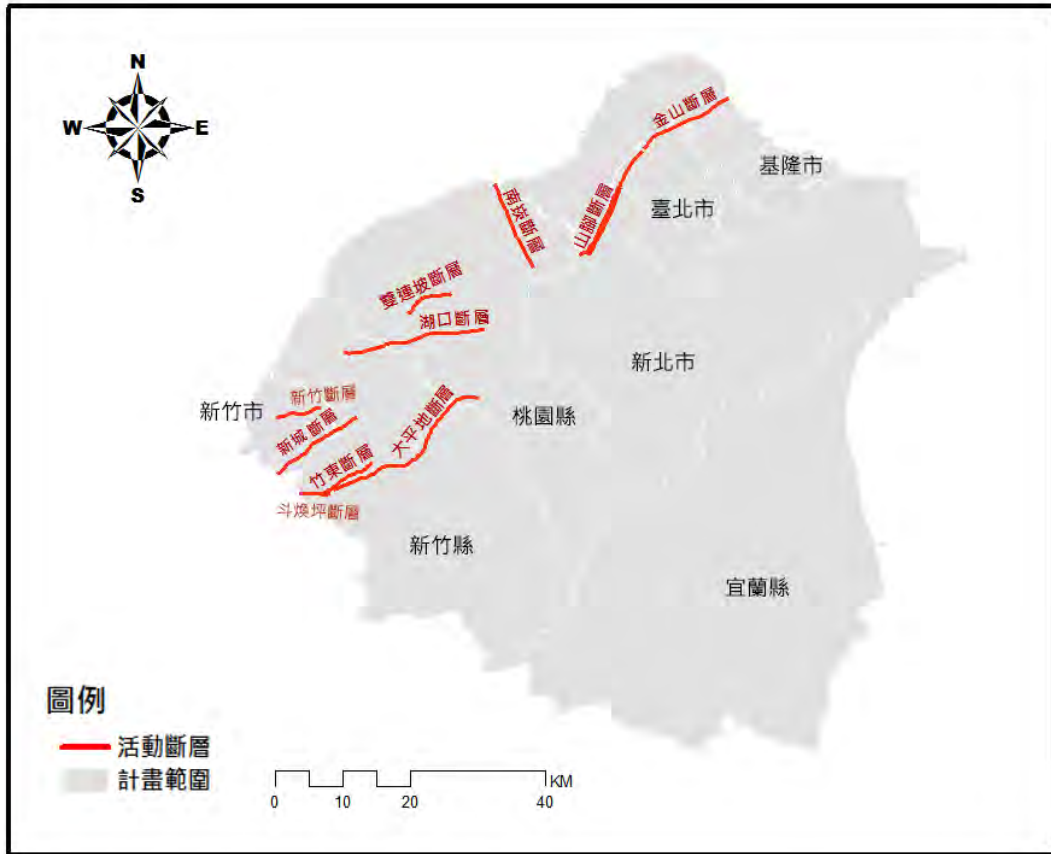 N
W E
S
金山斷層
基隆市
南崁斷層
山腳斷層
臺北市
雙連坡斷層
湖口斷層
新北市
新竹斷層
新竹市
大平地斷層
桃園縣
新城斷層
竹東斷層
斗煥坪斷層
新竹縣
宜蘭縣
圖例
活動斷層
計畫範圍
KM
0 10 20 40